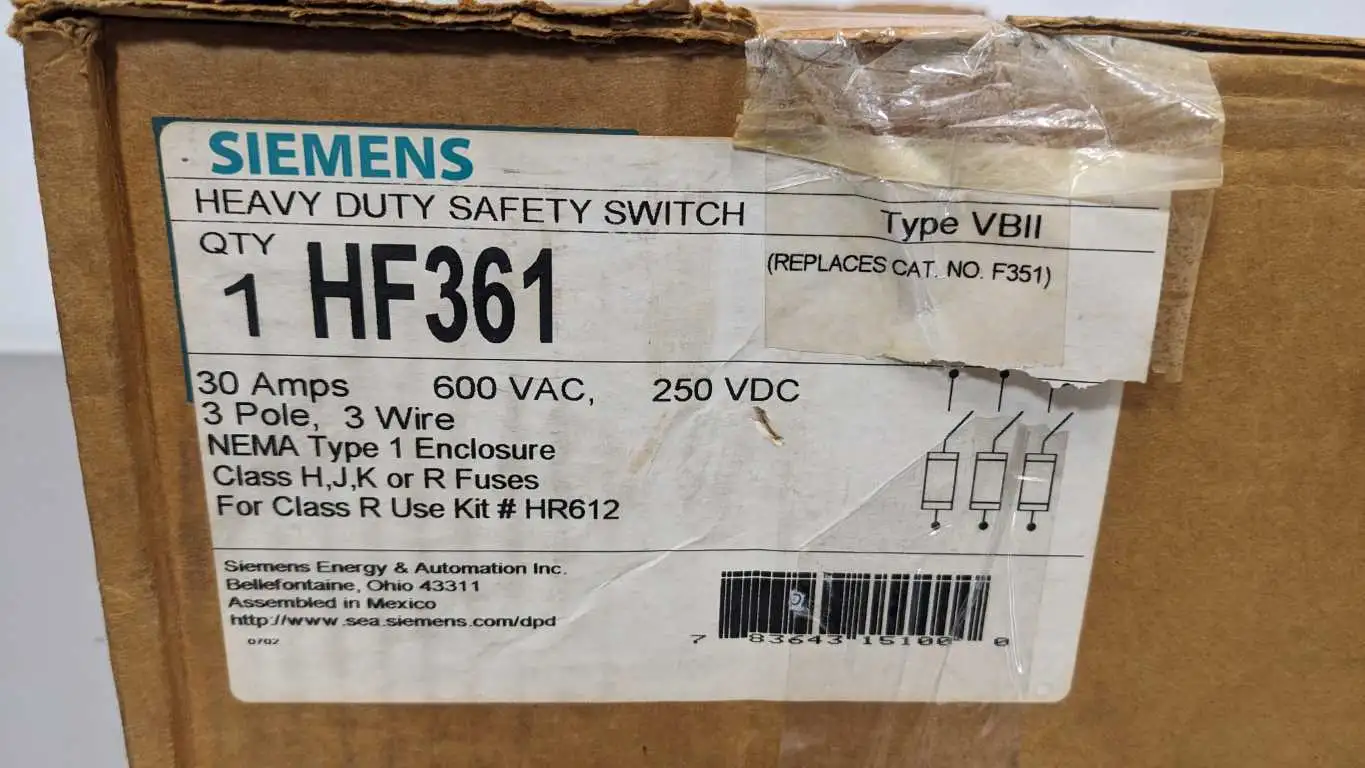 SIEMENS
HEAVY DUTY SAFETY SWITCH Type VBII
QTY
1 HF361
(REPLACES CAT. NO. F351)
30 Amps 600 VAC, 250 VDC
3 Pole, 3 Wire
NEMA Type 1 Enclosure
Class H,J,K or R Fuses
For Class R Use Kit # HR612
Siemens Energy & Automation Inc.
Bellefontaine, Ohio 43311
Assembled in Mexico
http://www.sea.siemens.com/dpd
0702
7 83643 15100 0